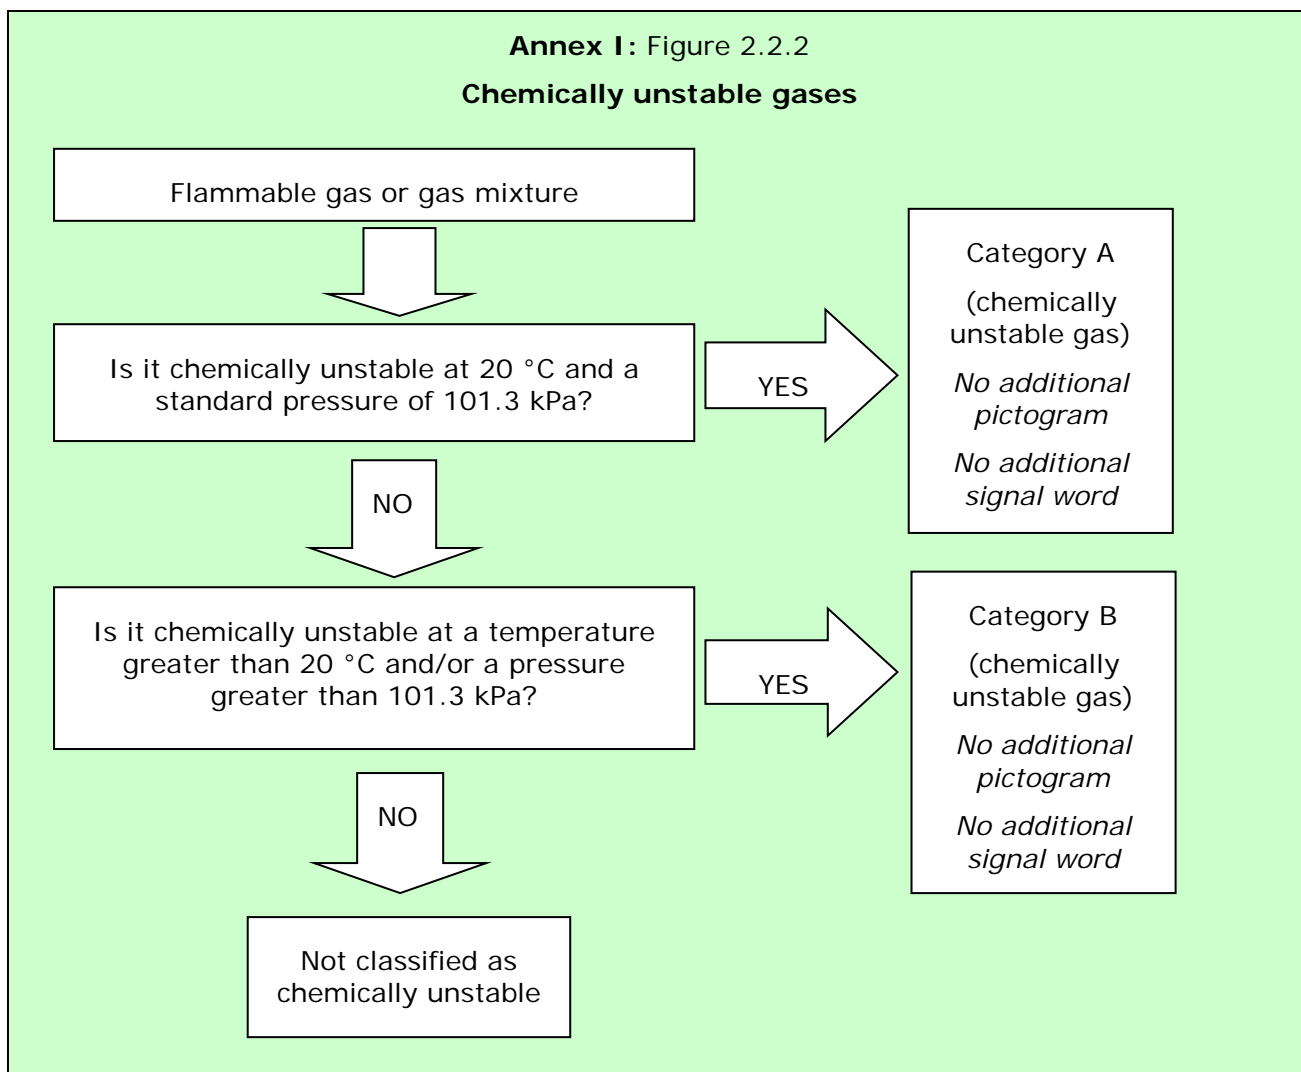 Annex I: Figure 2.2.2
Chemically unstable gases
Flammable gas or gas mixture
Is it chemically unstable at 20 °C and a
standard pressure of 101.3 kPa?
YES
Category A
(chemically
unstable gas)
No additional
pictogram
No additional
signal word
NO
Is it chemically unstable at a temperature
greater than 20 °C and/or a pressure
greater than 101.3 kPa?
YES
Category B
(chemically
unstable gas)
No additional
pictogram
No additional
signal word
NO
Not classified as
chemically unstable